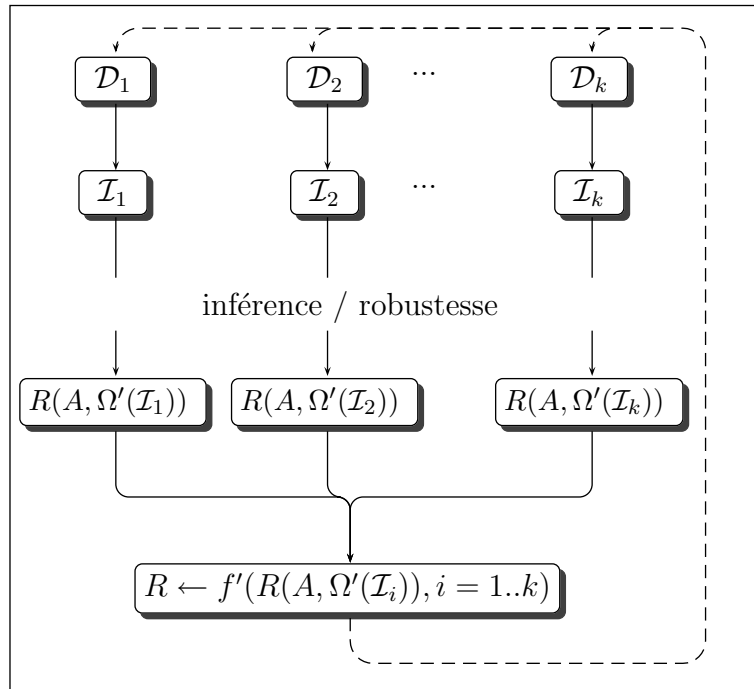 𝒟₁ 𝒟₂ ... 𝒟ₖ
ℐ₁ ℐ₂ ... ℐₖ
inférence / robustesse
R(A, Ω′(ℐ₁)) R(A, Ω′(ℐ₂)) R(A, Ω′(ℐₖ))
R ← f′(R(A, Ω′(ℐᵢ)), i = 1..k)